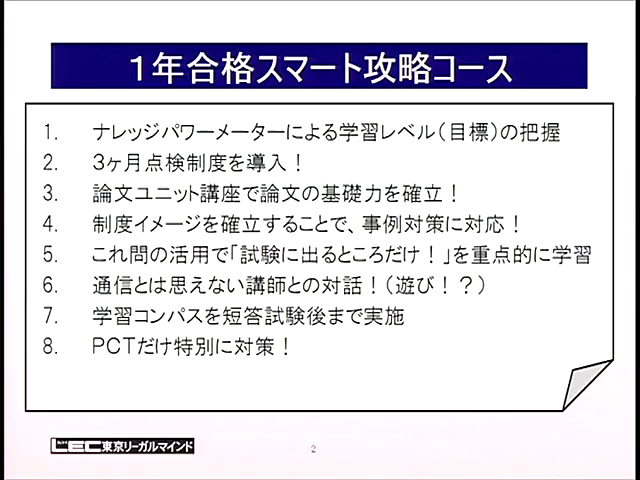 1年合格スマート攻略コース
1. ナレッジパワーメーターによる学習レベル(目標)の把握
2. 3ヶ月点検制度を導入!
3. 論文ユニット講座で論文の基礎力を確立!
4. 制度イメージを確立することで、事例対策に対応!
5. これ問の活用で「試験に出るところだけ!」を重点的に学習
6. 通信とは思えない講師との対話!(遊び!?)
7. 学習コンパスを短答試験後まで実施
8. PCTだけ特別に対策!
LEC東京リーガルマインド
2